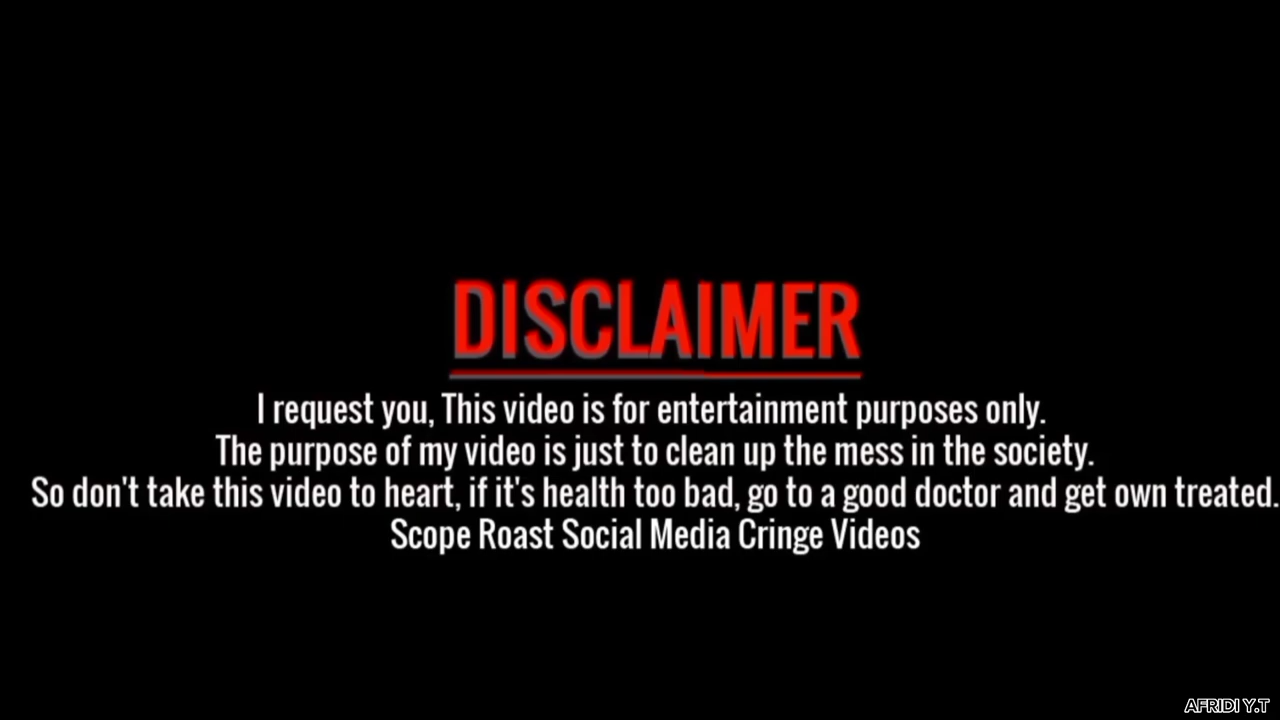 DISCLAIMER
I request you, This video is for entertainment purposes only.
The purpose of my video is just to clean up the mess in the society.
So don't take this video to heart, if it's health too bad, go to a good doctor and get own treated.
Scope Roast Social Media Cringe Videos
AFRIDI Y.T